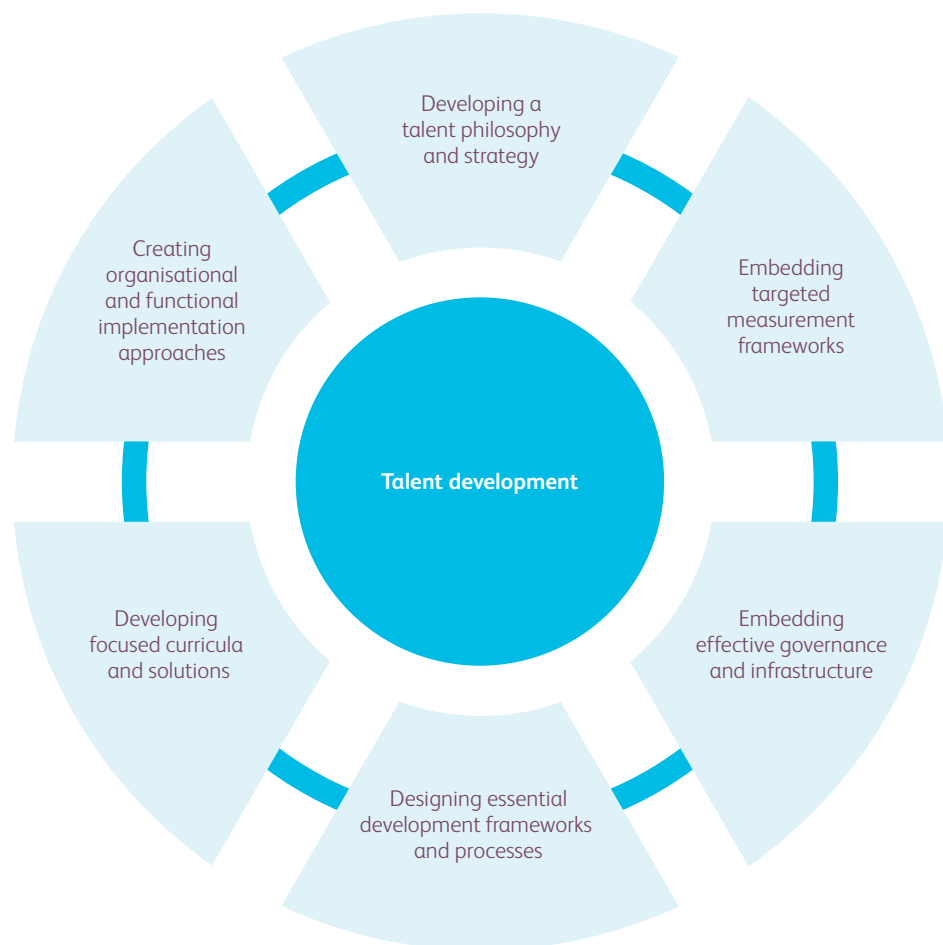 Developing a
talent philosophy
and strategy
Embedding
targeted
measurement
frameworks
Embedding
effective governance
and infrastructure
Designing essential
development frameworks
and processes
Developing
focused curricula
and solutions
Creating
organisational
and functional
implementation
approaches
Talent development